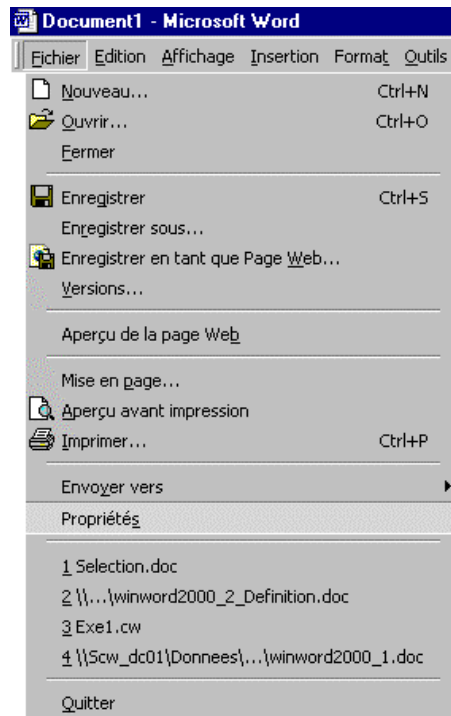 Document1 - Microsoft Word
Fichier Edition Affichage Insertion Format Outils
Nouveau... Ctrl+N
Ouvrir... Ctrl+O
Fermer
Enregistrer Ctrl+S
Enregistrer sous...
Enregistrer en tant que Page Web...
Versions...
Aperçu de la page Web
Mise en page...
Aperçu avant impression
Imprimer... Ctrl+P
Envoyer vers
Propriétés
1 Selection.doc
2 \\...\winword2000_2_Definition.doc
3 Exe1.cw
4 \\Scw_dc01\Donnees\...\winword2000_1.doc
Quitter